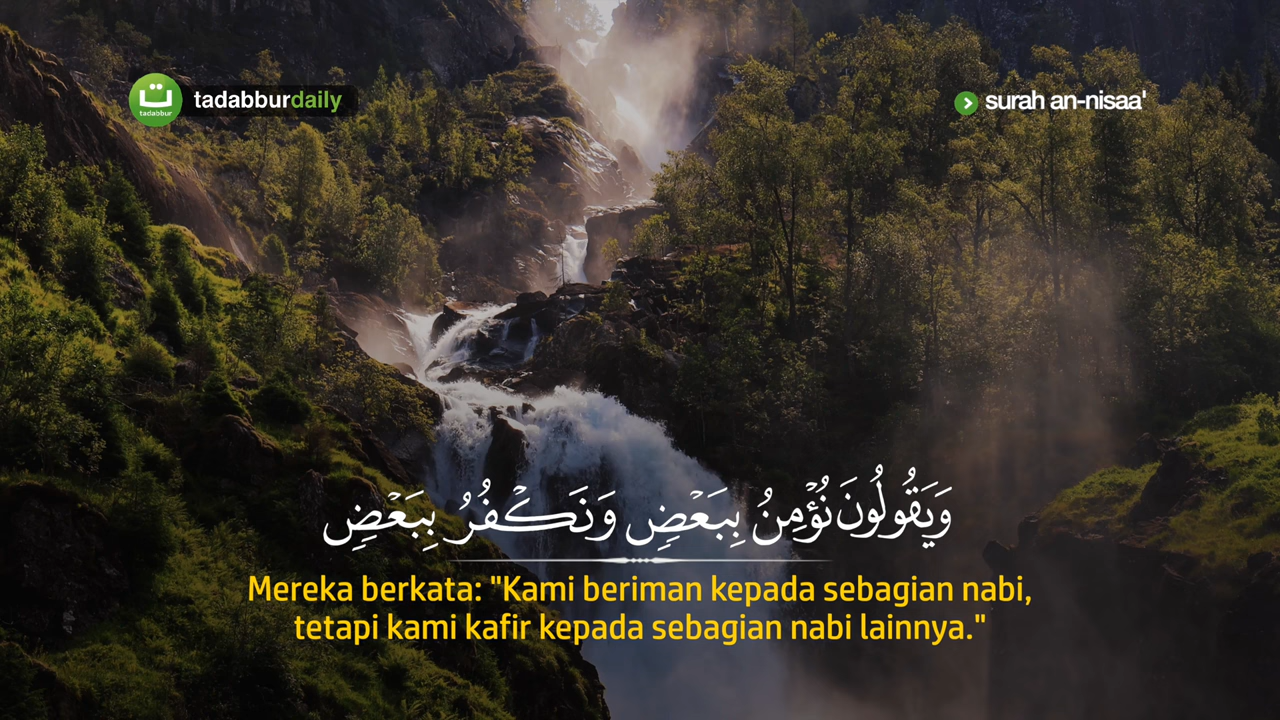 ت
tadabbur
tadabburdaily
surah an-nisaa'
وَيَقُولُونَ نُؤْمِنُ بِبَعْضٍ وَنَكْفُرُ بِبَعْضٍ
Mereka berkata: "Kami beriman kepada sebagian nabi,
tetapi kami kafir kepada sebagian nabi lainnya."